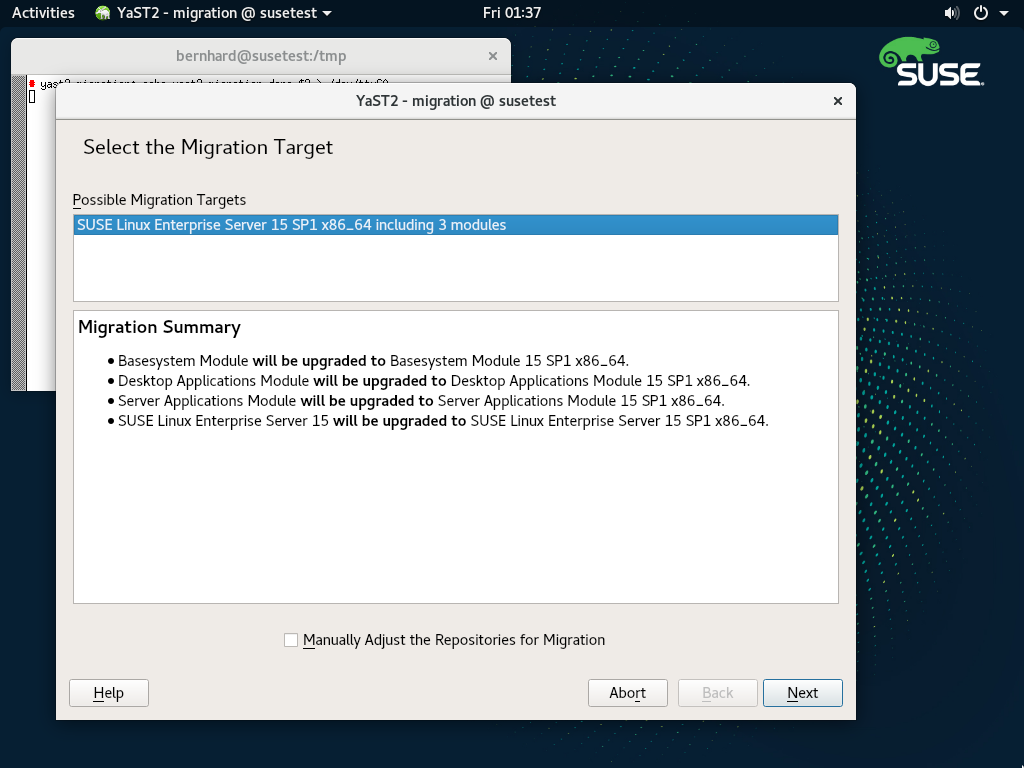 Activities YaST2 - migration @ susetest Fri 01:37
bernhard@susetest:/tmp
SUSE
YaST2 - migration @ susetest
Select the Migration Target
Possible Migration Targets
SUSE Linux Enterprise Server 15 SP1 x86_64 including 3 modules
Migration Summary
Basesystem Module will be upgraded to Basesystem Module 15 SP1 x86_64.
Desktop Applications Module will be upgraded to Desktop Applications Module 15 SP1 x86_64.
Server Applications Module will be upgraded to Server Applications Module 15 SP1 x86_64.
SUSE Linux Enterprise Server 15 will be upgraded to SUSE Linux Enterprise Server 15 SP1 x86_64.
Manually Adjust the Repositories for Migration
Help Abort Back Next